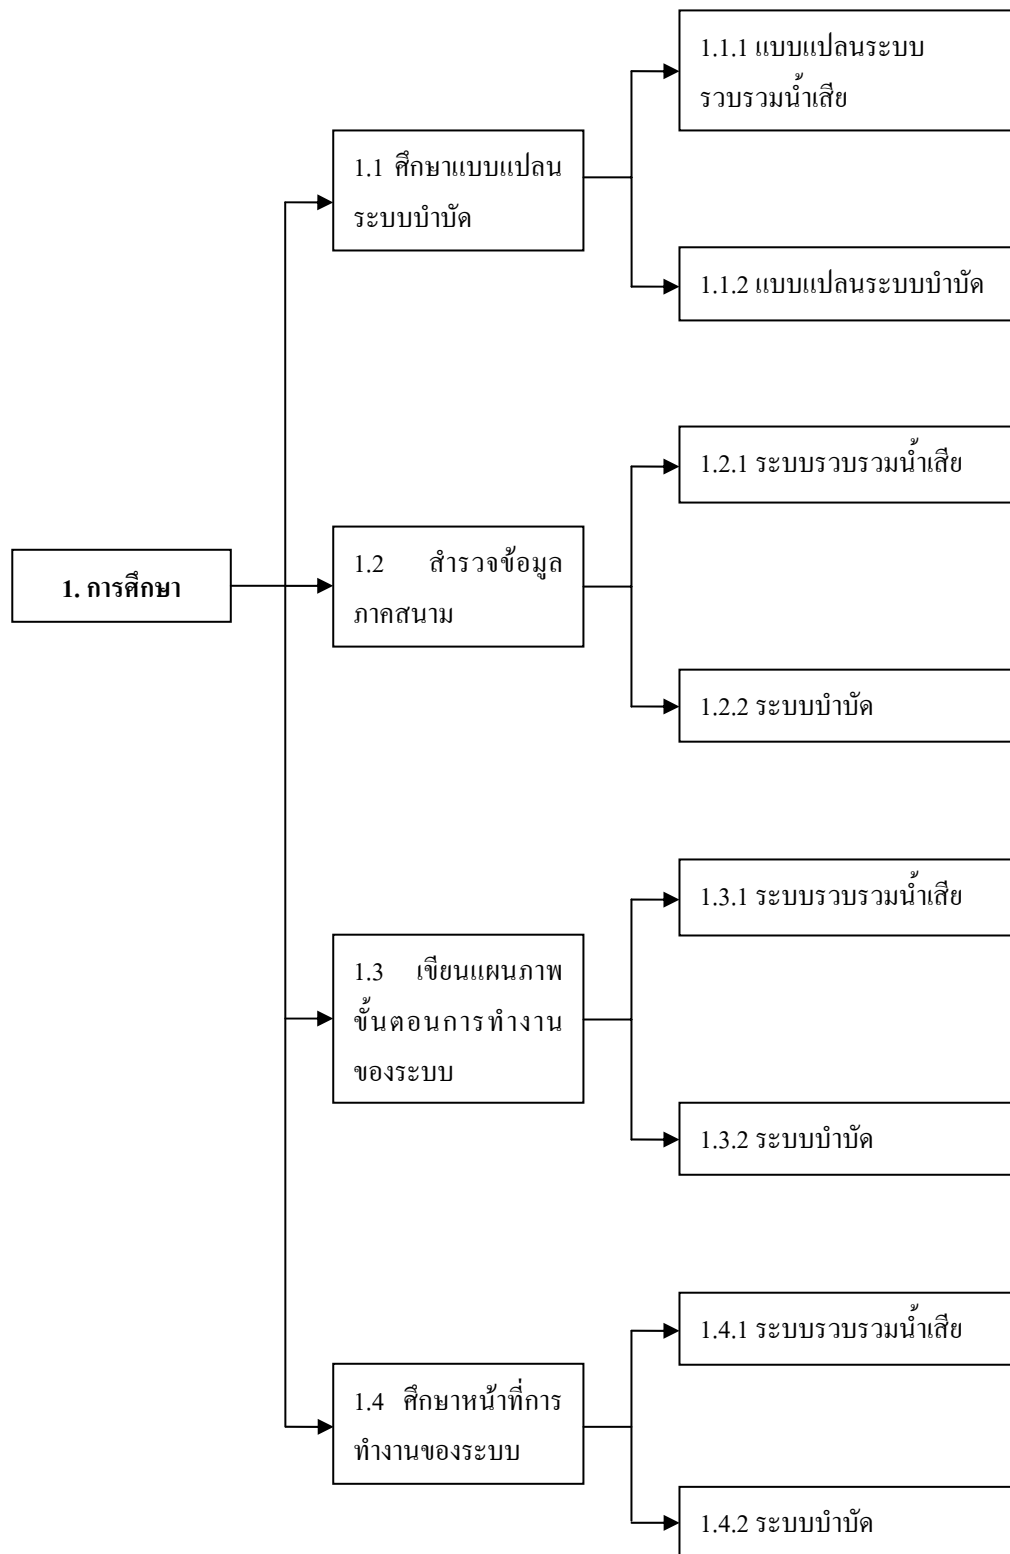 1. การศึกษา
1.1 ศึกษาแบบแปลน
ระบบบำบัด
1.1.1 แบบแปลนระบบ
รวบรวมน้ำเสีย
1.1.2 แบบแปลนระบบบำบัด
1.2 สำรวจข้อมูล
ภาคสนาม
1.2.1 ระบบรวบรวมน้ำเสีย
1.2.2 ระบบบำบัด
1.3 เขียนแผนภาพ
ขั้นตอนการทำงาน
ของระบบ
1.3.1 ระบบรวบรวมน้ำเสีย
1.3.2 ระบบบำบัด
1.4 ศึกษาหน้าที่การ
ทำงานของระบบ
1.4.1 ระบบรวบรวมน้ำเสีย
1.4.2 ระบบบำบัด